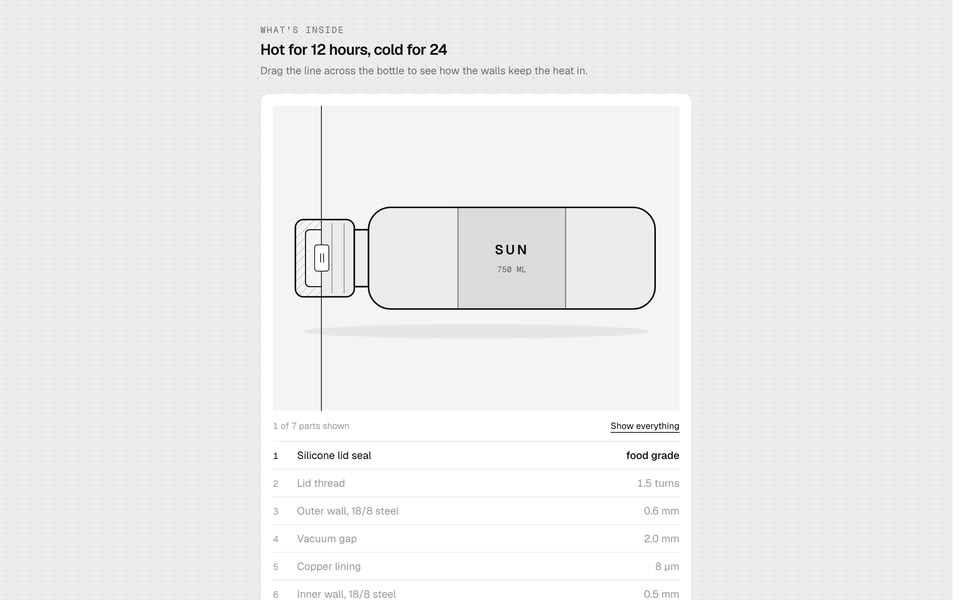 WHAT'S INSIDE
Hot for 12 hours, cold for 24
Drag the line across the bottle to see how the walls keep the heat in.
SUN
750 ML
1 of 7 parts shown Show everything
1 Silicone lid seal food grade
2 Lid thread 1.5 turns
3 Outer wall, 18/8 steel 0.6 mm
4 Vacuum gap 2.0 mm
5 Copper lining 8 µm
6 Inner wall, 18/8 steel 0.5 mm